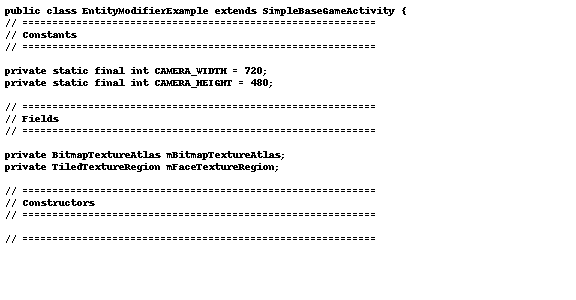 public class EntityModifierExample extends SimpleBaseGameActivity {
// ===========================================================
// Constants
// ===========================================================
private static final int CAMERA_WIDTH = 720;
private static final int CAMERA_HEIGHT = 480;
// ===========================================================
// Fields
// ===========================================================
private BitmapTextureAtlas mBitmapTextureAtlas;
private TiledTextureRegion mFaceTextureRegion;
// ===========================================================
// Constructors
// ===========================================================
// ===========================================================